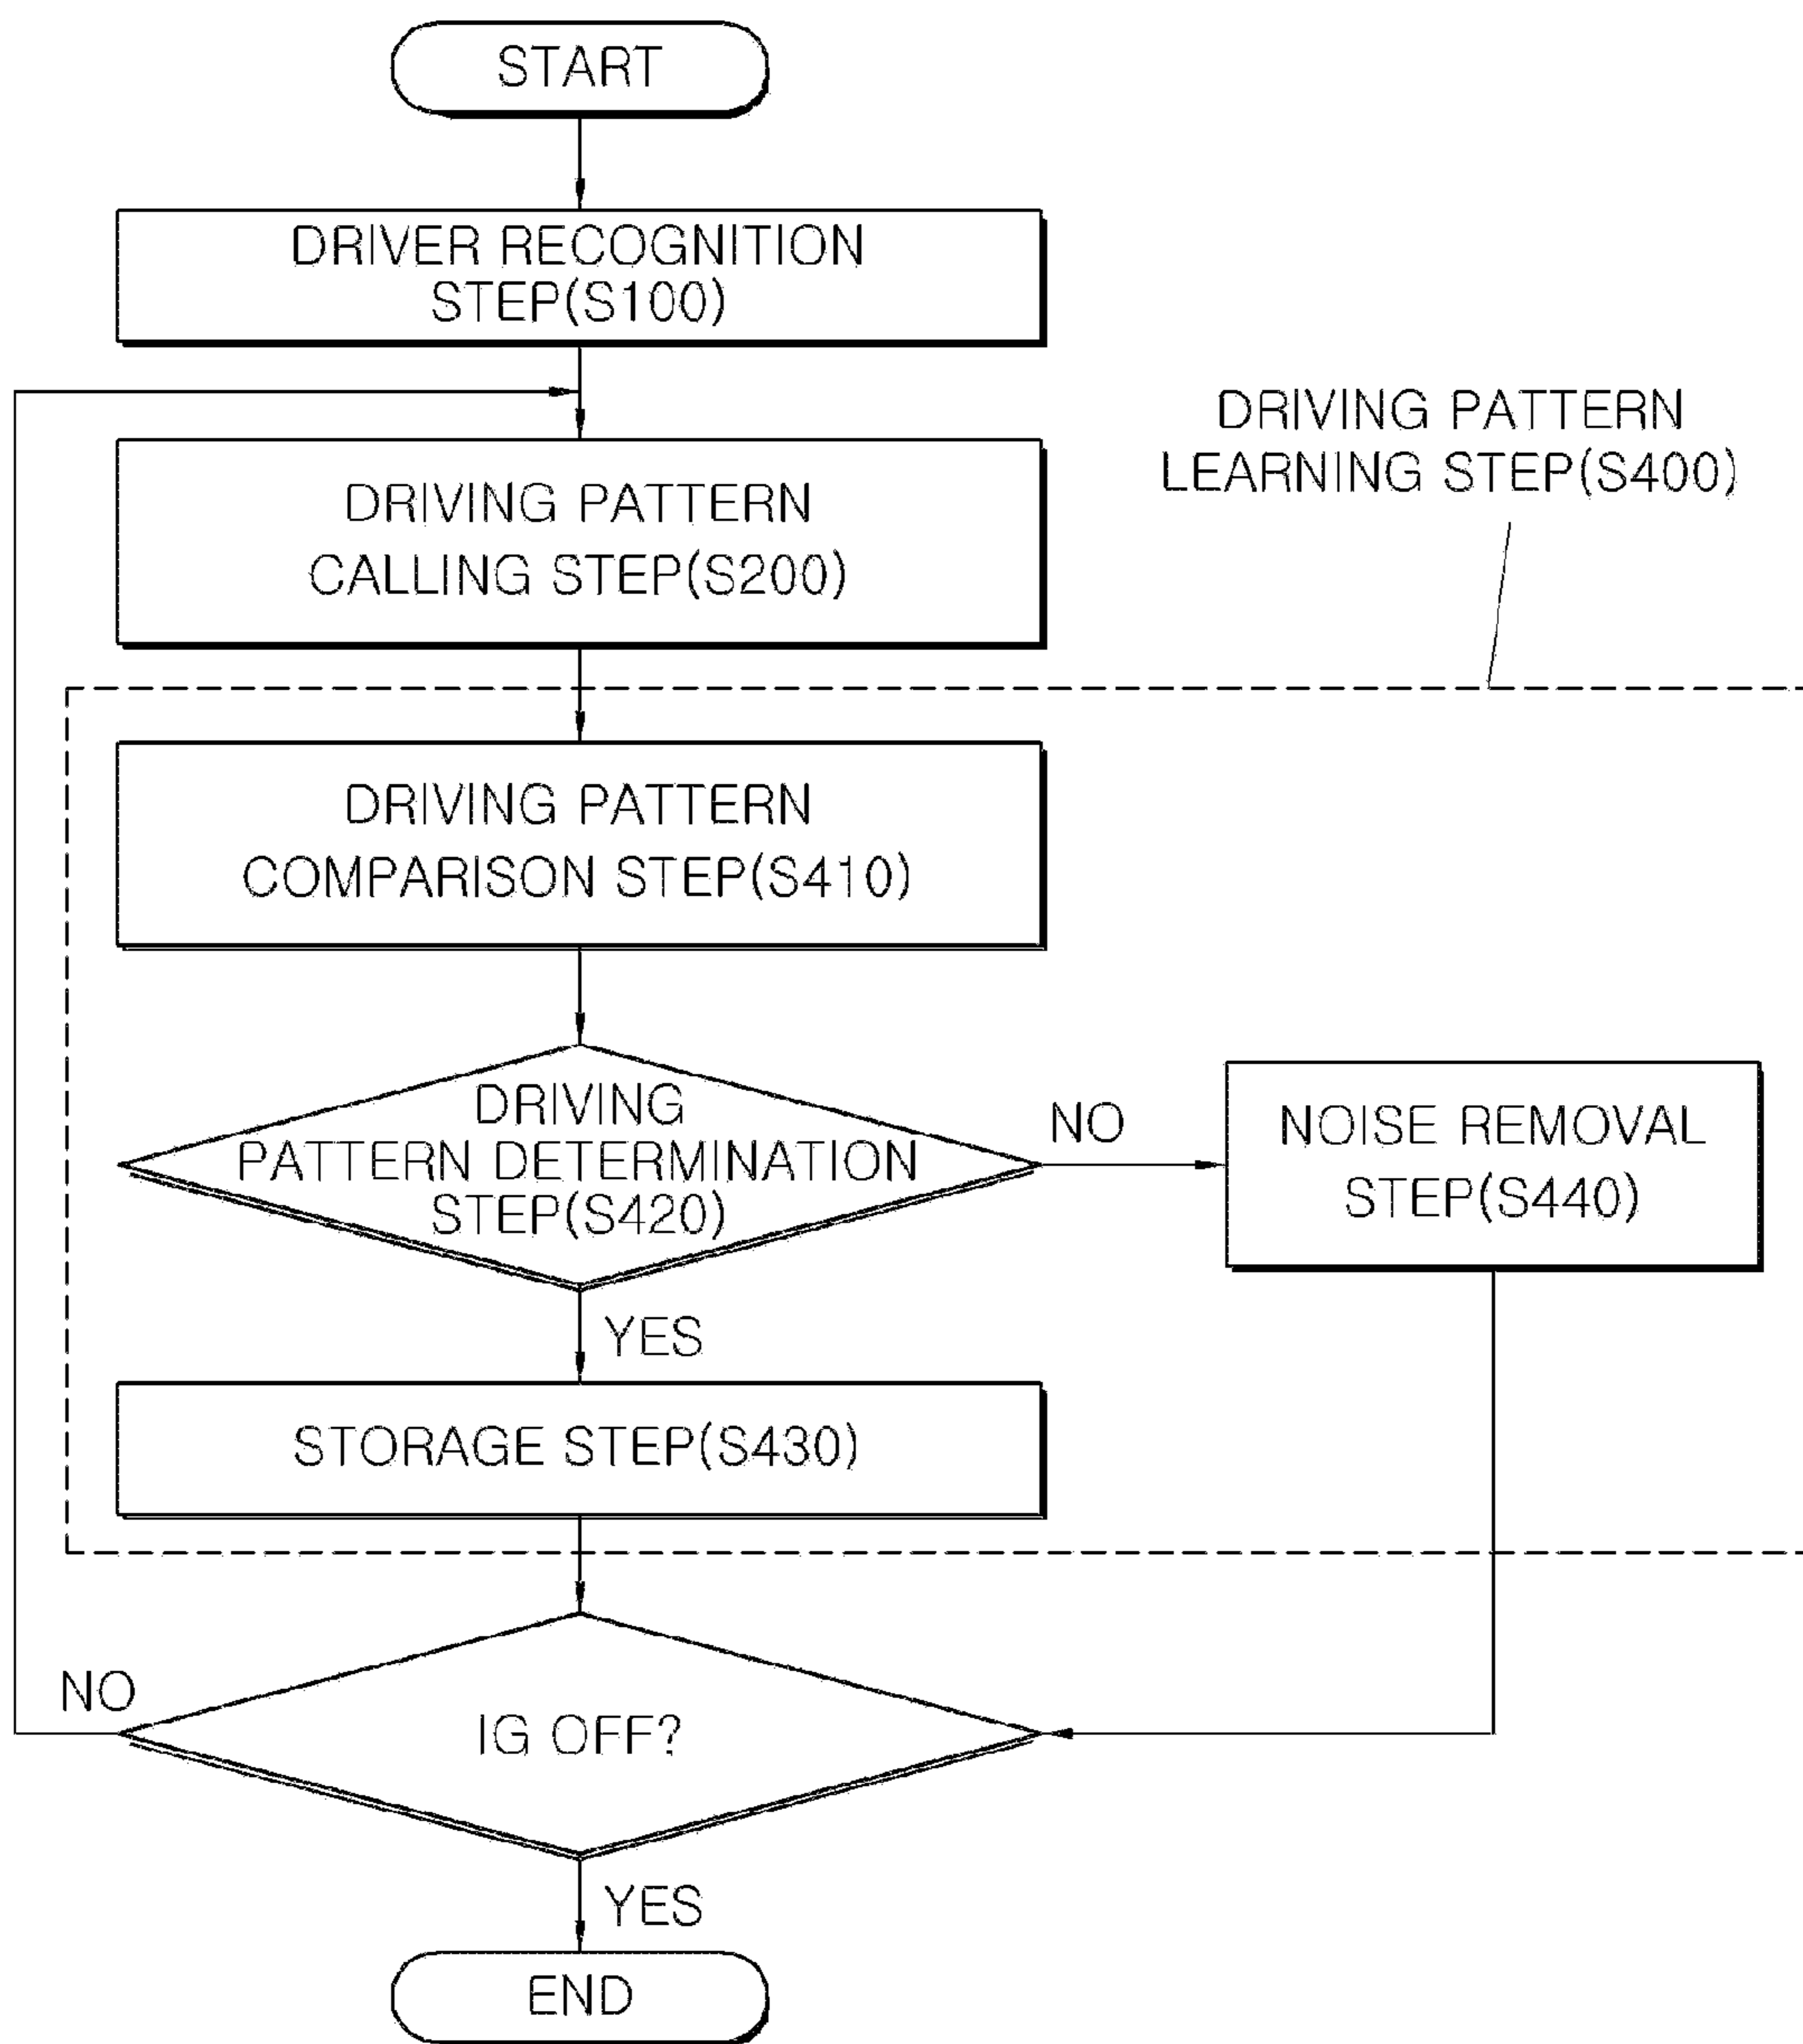 START
DRIVER RECOGNITION
STEP(S100)
DRIVING PATTERN
LEARNING STEP(S400)
DRIVING PATTERN
CALLING STEP(S200)
DRIVING PATTERN
COMPARISON STEP(S410)
DRIVING
PATTERN DETERMINATION
STEP(S420)
NO
NOISE REMOVAL
STEP(S440)
YES
STORAGE STEP(S430)
NO
IG OFF?
YES
END